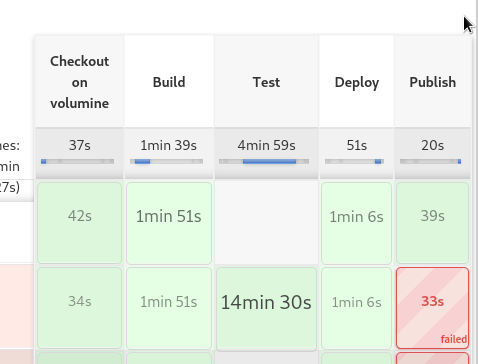 Checkout
on
volumine
Build
Test
Deploy
Publish
nes:
37s
1min 39s
4min 59s
51s
20s
min
27s)
42s
1min 51s
1min 6s
39s
34s
1min 51s
14min 30s
1min 6s
33s
failed